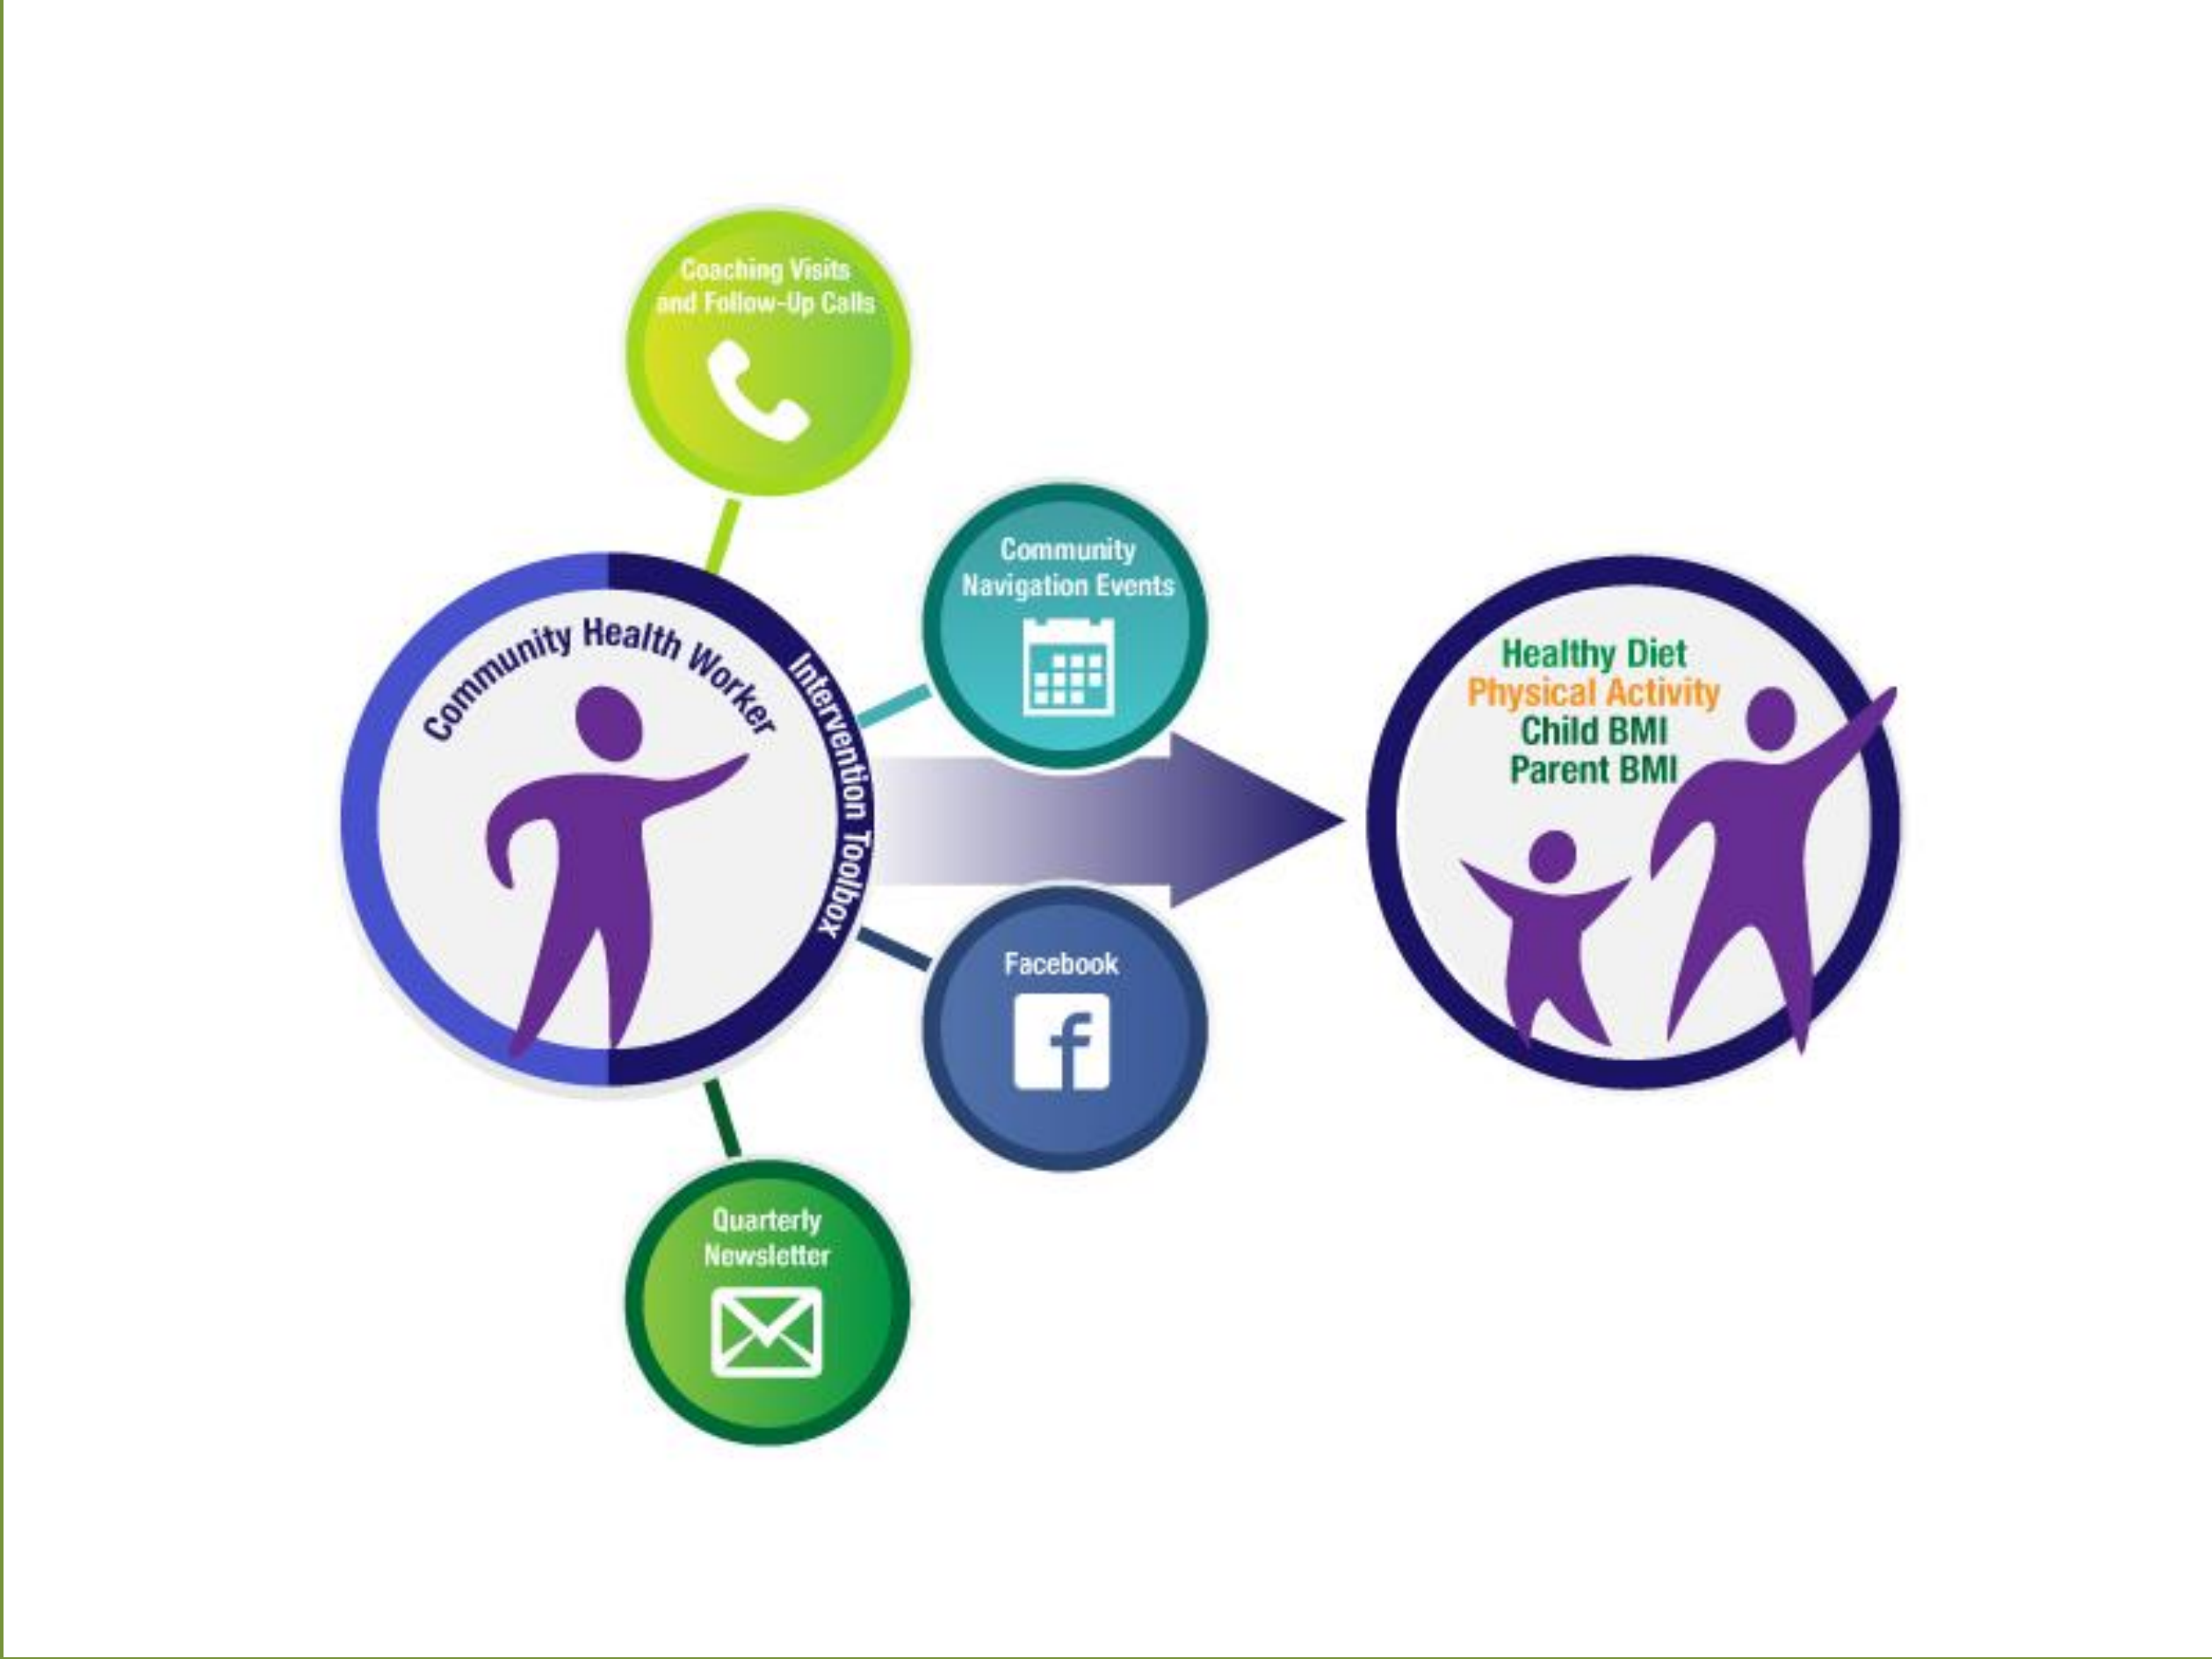 Coaching Visits
and Follow-Up Calls
Community
Navigation Events
Community Health Worker
Intervention Toolbox
Healthy Diet
Physical Activity
Child BMI
Parent BMI
Facebook
f
Quarterly
Newsletter